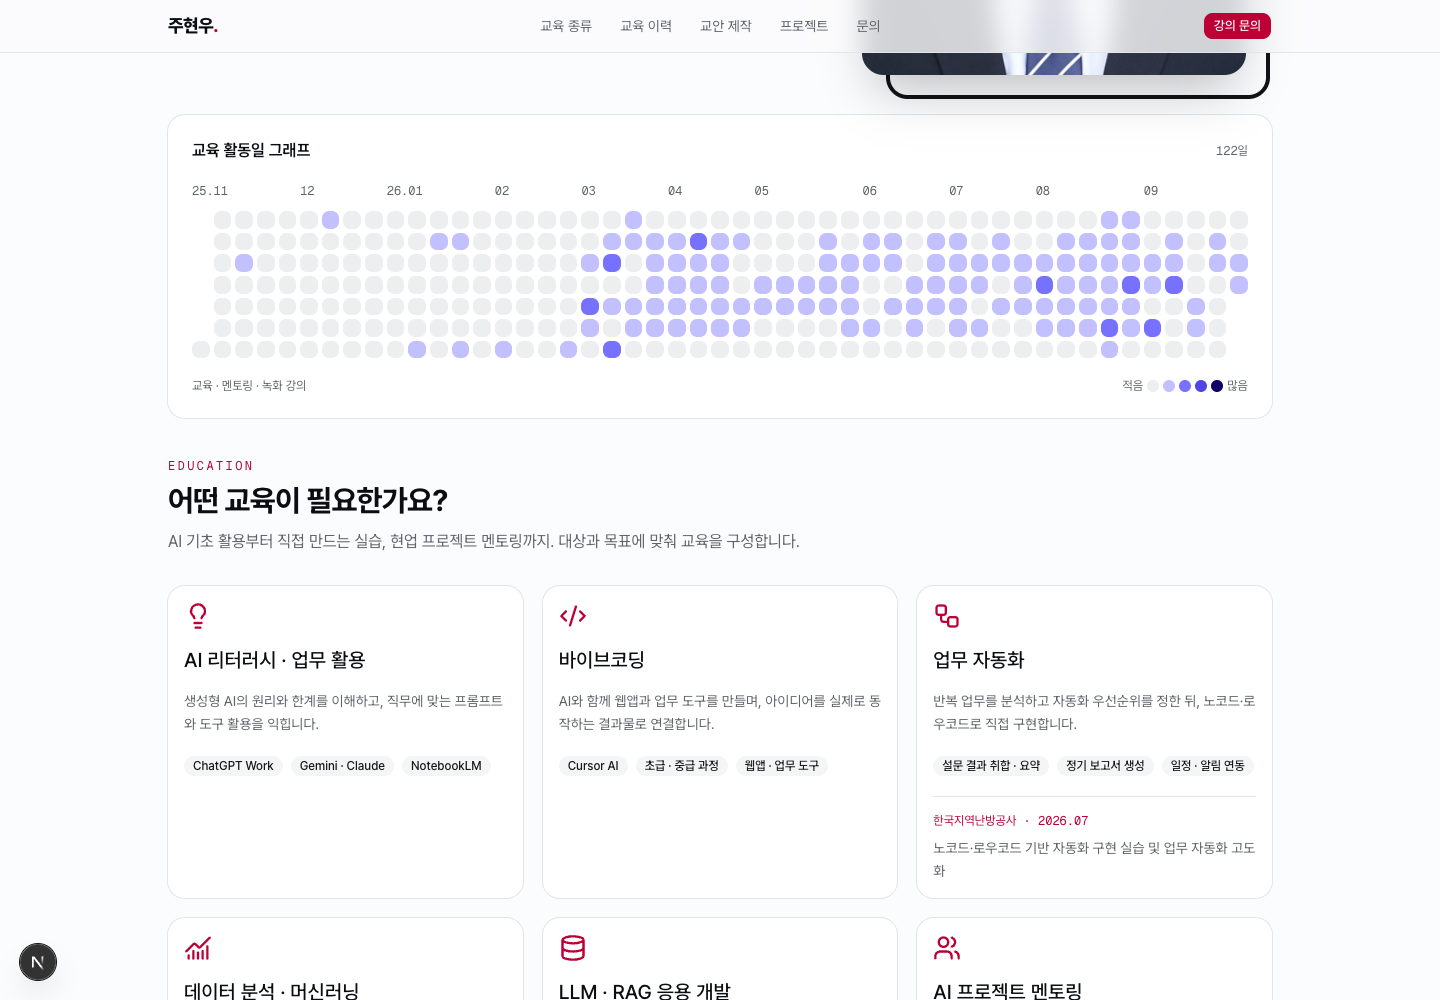 주현우.
교육 종류 교육 이력 교안 제작 프로젝트 문의
강의 문의
교육 활동일 그래프
122일
25.11 12 26.01 02 03 04 05 06 07 08 09
교육 · 멘토링 · 녹화 강의
적음 많음
EDUCATION
어떤 교육이 필요한가요?
AI 기초 활용부터 직접 만드는 실습, 현업 프로젝트 멘토링까지. 대상과 목표에 맞춰 교육을 구성합니다.
AI 리터러시 · 업무 활용
생성형 AI의 원리와 한계를 이해하고, 직무에 맞는 프롬프트
와 도구 활용을 익힙니다.
ChatGPT Work Gemini · Claude NotebookLM
바이브코딩
AI와 함께 웹앱과 업무 도구를 만들며, 아이디어를 실제로 동
작하는 결과물로 연결합니다.
Cursor AI 초급 · 중급 과정 웹앱 · 업무 도구
업무 자동화
반복 업무를 분석하고 자동화 우선순위를 정한 뒤, 노코드·로
우코드로 직접 구현합니다.
설문 결과 취합 · 요약 정기 보고서 생성 일정 · 알림 연동
한국지역난방공사 · 2026.07
노코드·로우코드 기반 자동화 구현 실습 및 업무 자동화 고도
화
데이터 분석 · 머신러닝
LLM · RAG 응용 개발
AI 프로젝트 멘토링
N